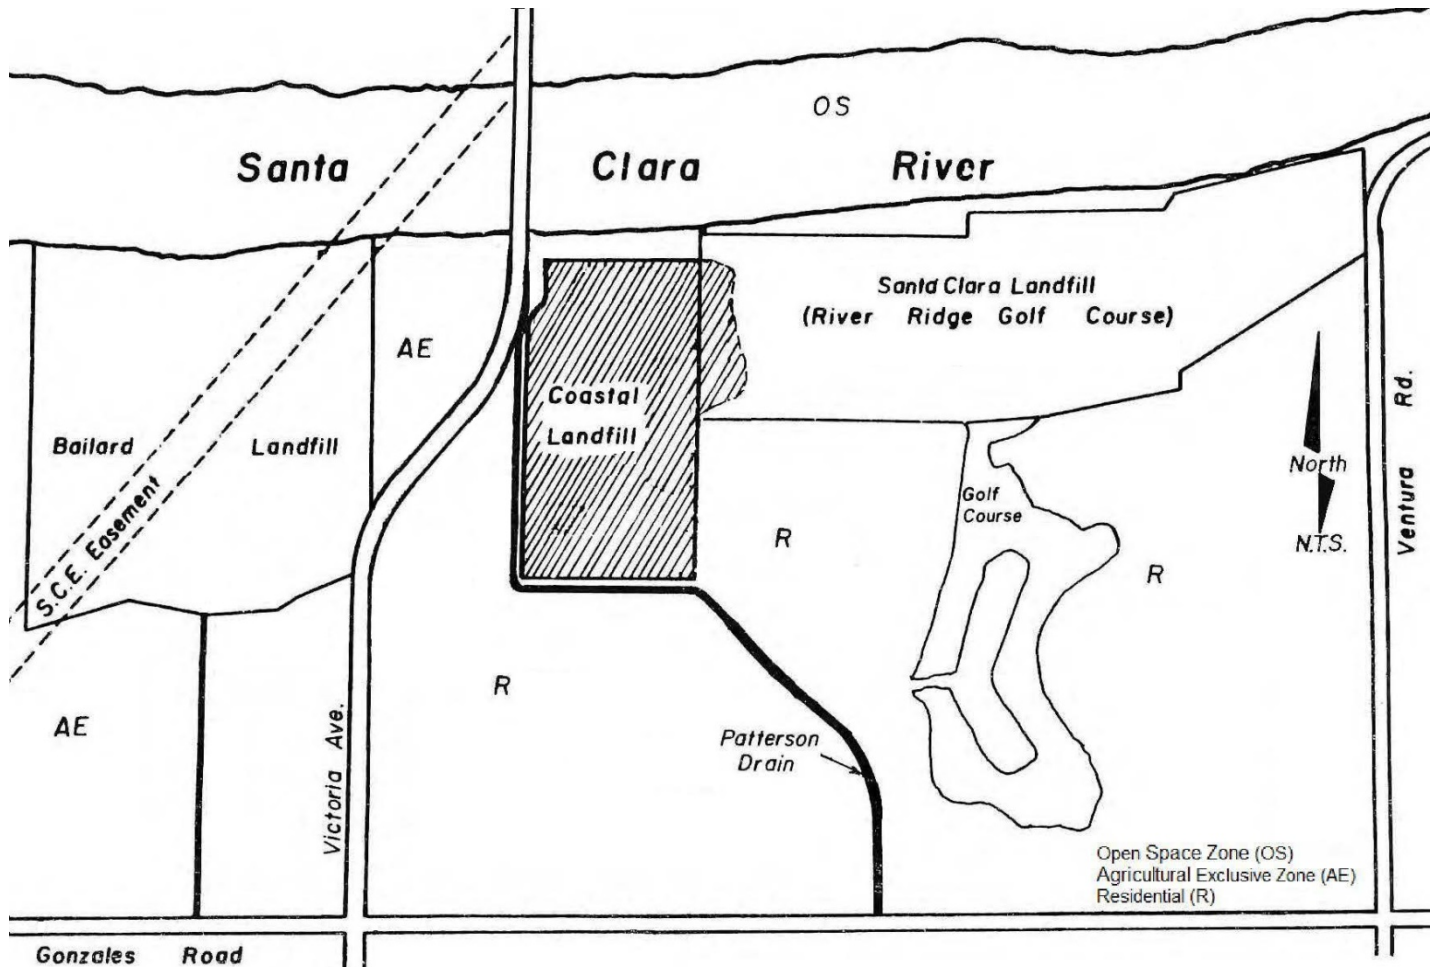 OS
Santa Clara River
Santa Clara Landfill
(River Ridge Golf Course)
AE
Coastal
Landfill
Bailard Landfill
S.C.E. Easement
North
N.T.S.
Ventura Rd.
Golf
Course
R
R
R
AE
Victoria Ave.
Patterson
Drain
Open Space Zone (OS)
Agricultural Exclusive Zone (AE)
Residential (R)
Gonzales Road